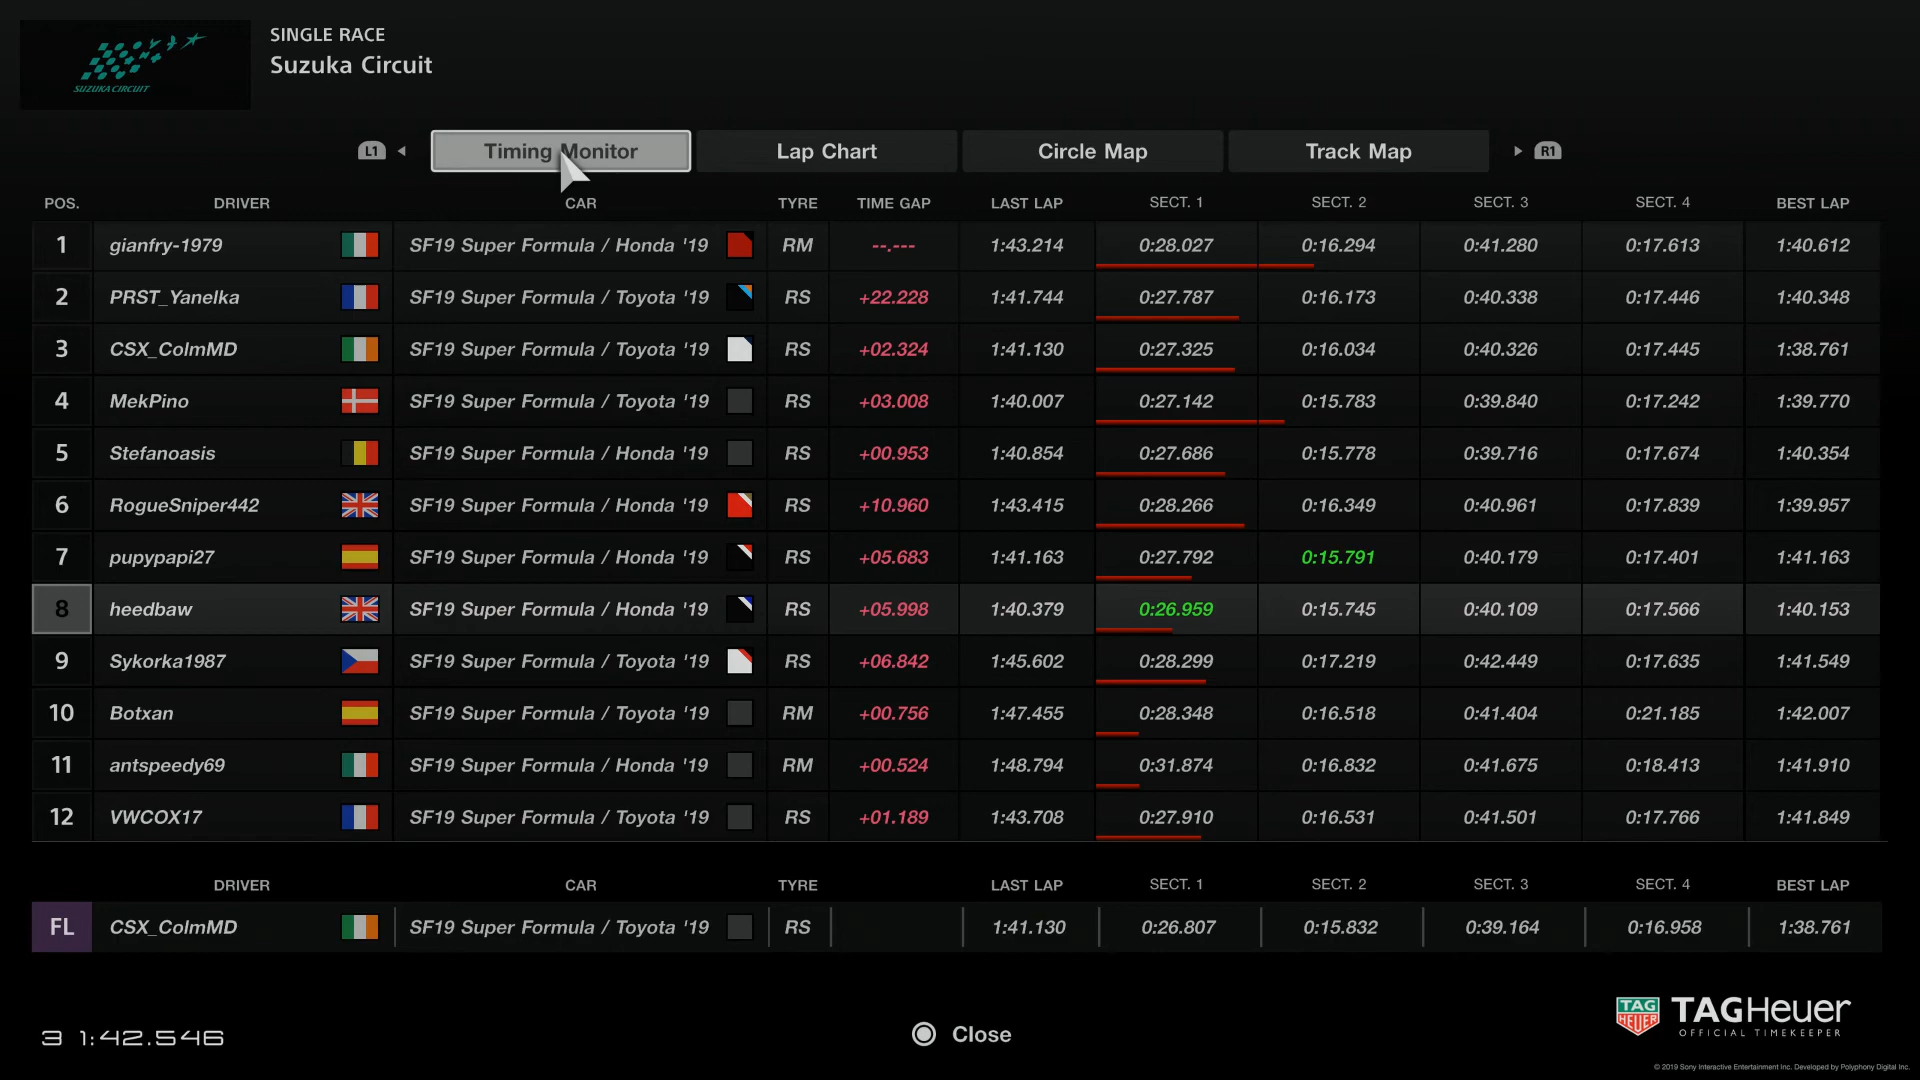 SINGLE RACE
Suzuka Circuit
SUZUKA CIRCUIT
L1 Timing Monitor Lap Chart Circle Map Track Map R1
POS. DRIVER CAR TYRE TIME GAP LAST LAP SECT. 1 SECT. 2 SECT. 3 SECT. 4 BEST LAP
1 gianfry-1979 SF19 Super Formula / Honda '19 RM --.--- 1:43.214 0:28.027 0:16.294 0:41.280 0:17.613 1:40.612
2 PRST_Yanelka SF19 Super Formula / Toyota '19 RS +22.228 1:41.744 0:27.787 0:16.173 0:40.338 0:17.446 1:40.348
3 CSX_ColmMD SF19 Super Formula / Toyota '19 RS +02.324 1:41.130 0:27.325 0:16.034 0:40.326 0:17.445 1:38.761
4 MekPino SF19 Super Formula / Toyota '19 RS +03.008 1:40.007 0:27.142 0:15.783 0:39.840 0:17.242 1:39.770
5 Stefanoasis SF19 Super Formula / Honda '19 RS +00.953 1:40.854 0:27.686 0:15.778 0:39.716 0:17.674 1:40.354
6 RogueSniper442 SF19 Super Formula / Honda '19 RS +10.960 1:43.415 0:28.266 0:16.349 0:40.961 0:17.839 1:39.957
7 pupypapi27 SF19 Super Formula / Honda '19 RS +05.683 1:41.163 0:27.792 0:15.791 0:40.179 0:17.401 1:41.163
8 heedbaw SF19 Super Formula / Honda '19 RS +05.998 1:40.379 0:26.959 0:15.745 0:40.109 0:17.566 1:40.153
9 Sykorka1987 SF19 Super Formula / Toyota '19 RS +06.842 1:45.602 0:28.299 0:17.219 0:42.449 0:17.635 1:41.549
10 Botxan SF19 Super Formula / Toyota '19 RM +00.756 1:47.455 0:28.348 0:16.518 0:41.404 0:21.185 1:42.007
11 antspeedy69 SF19 Super Formula / Honda '19 RM +00.524 1:48.794 0:31.874 0:16.832 0:41.675 0:18.413 1:41.910
12 VWCOX17 SF19 Super Formula / Toyota '19 RS +01.189 1:43.708 0:27.910 0:16.531 0:41.501 0:17.766 1:41.849
DRIVER CAR TYRE LAST LAP SECT. 1 SECT. 2 SECT. 3 SECT. 4 BEST LAP
FL CSX_ColmMD SF19 Super Formula / Toyota '19 RS 1:41.130 0:26.807 0:15.832 0:39.164 0:16.958 1:38.761
3 1:42.546
Close
TAG HEUER TAGHeuer
OFFICIAL TIMEKEEPER
© 2019 Sony Interactive Entertainment Inc. Developed by Polyphony Digital Inc.